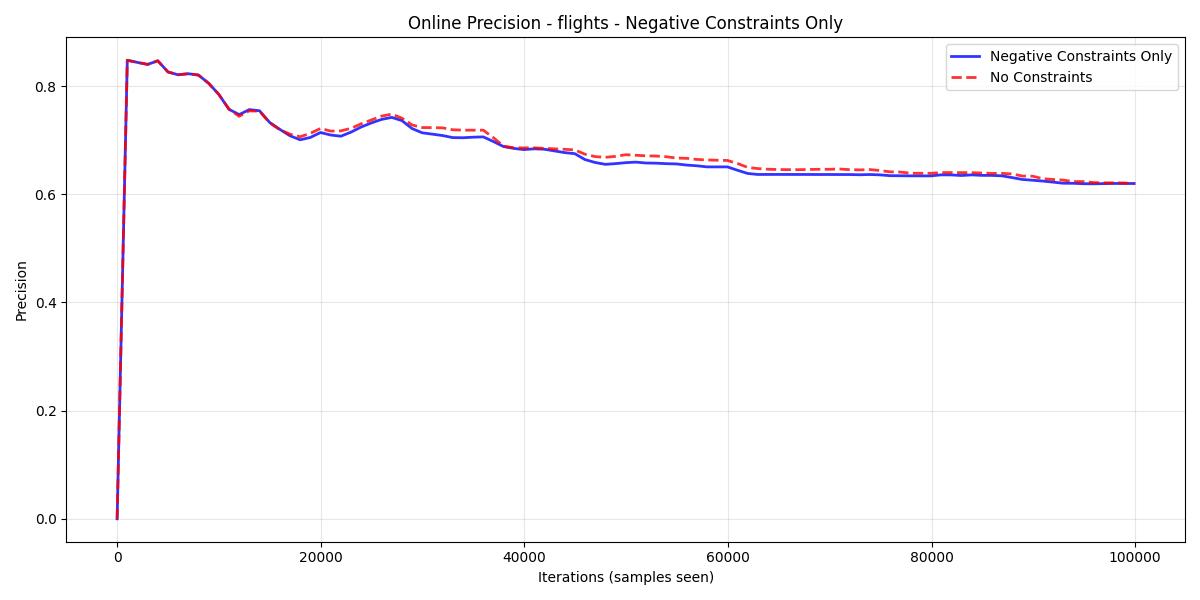 Online Precision - flights - Negative Constraints Only
Negative Constraints Only
No Constraints
Precision
0.8
0.6
0.4
0.2
0.0
0
20000
40000
60000
80000
100000
Iterations (samples seen)